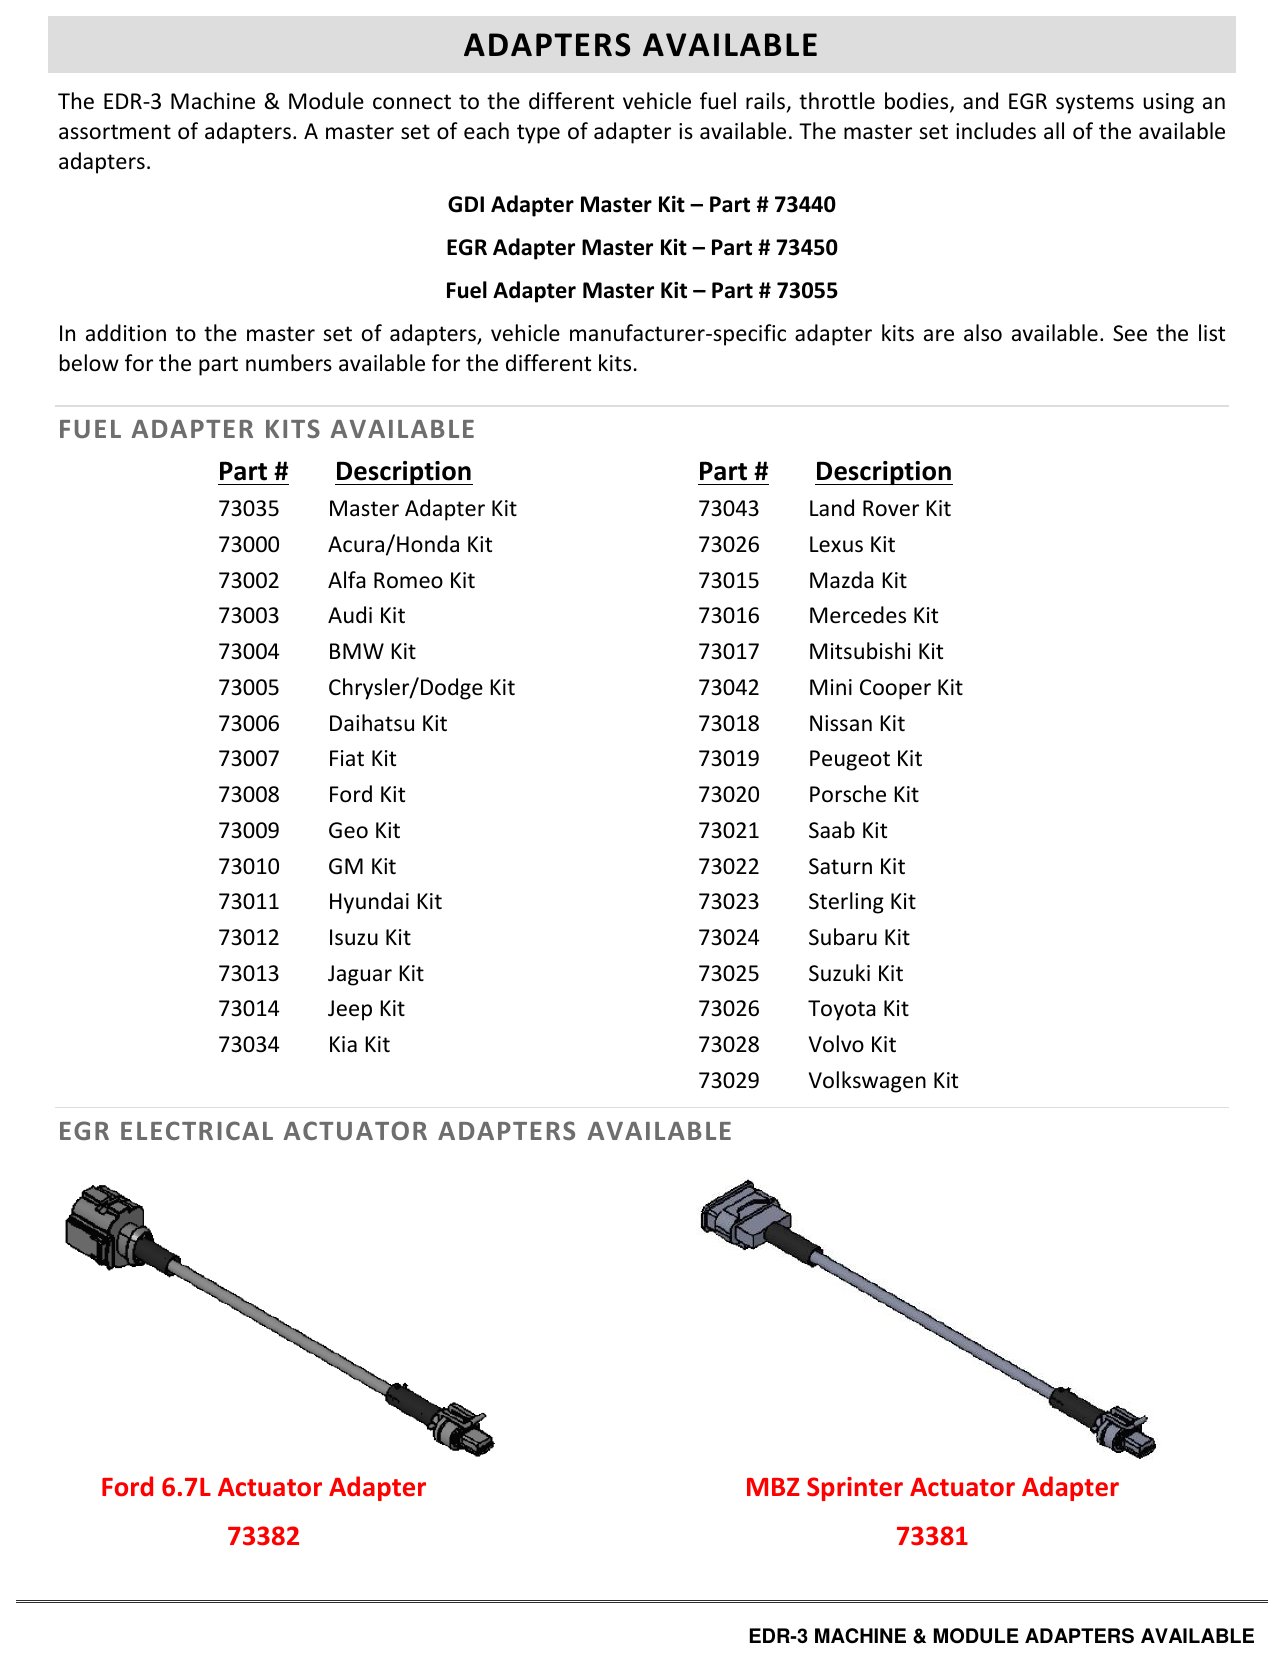 ADAPTERS AVAILABLE
The EDR-3 Machine & Module connect to the different vehicle fuel rails, throttle bodies, and EGR systems using an
assortment of adapters. A master set of each type of adapter is available. The master set includes all of the available
adapters.
GDI Adapter Master Kit – Part # 73440
EGR Adapter Master Kit – Part # 73450
Fuel Adapter Master Kit – Part # 73055
In addition to the master set of adapters, vehicle manufacturer-specific adapter kits are also available. See the list
below for the part numbers available for the different kits.
FUEL ADAPTER KITS AVAILABLE
Part # Description
73035 Master Adapter Kit
73000 Acura/Honda Kit
73002 Alfa Romeo Kit
73003 Audi Kit
73004 BMW Kit
73005 Chrysler/Dodge Kit
73006 Daihatsu Kit
73007 Fiat Kit
73008 Ford Kit
73009 Geo Kit
73010 GM Kit
73011 Hyundai Kit
73012 Isuzu Kit
73013 Jaguar Kit
73014 Jeep Kit
73034 Kia Kit
Part # Description
73043 Land Rover Kit
73026 Lexus Kit
73015 Mazda Kit
73016 Mercedes Kit
73017 Mitsubishi Kit
73042 Mini Cooper Kit
73018 Nissan Kit
73019 Peugeot Kit
73020 Porsche Kit
73021 Saab Kit
73022 Saturn Kit
73023 Sterling Kit
73024 Subaru Kit
73025 Suzuki Kit
73026 Toyota Kit
73028 Volvo Kit
73029 Volkswagen Kit
EGR ELECTRICAL ACTUATOR ADAPTERS AVAILABLE
Ford 6.7L Actuator Adapter
73382
MBZ Sprinter Actuator Adapter
73381
EDR-3 MACHINE & MODULE ADAPTERS AVAILABLE